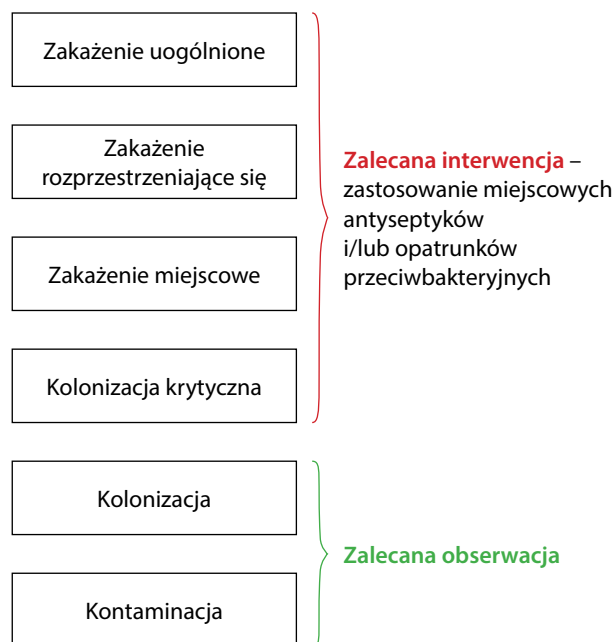 Zakażenie uogólnione
Zakażenie
rozprzestrzeniające się
Zakażenie miejscowe
Kolonizacja krytyczna
Zalecana interwencja –
zastosowanie miejscowych
antyseptyków
i/lub opatrunków
przeciwbakteryjnych
Kolonizacja
Kontaminacja
Zalecana obserwacja